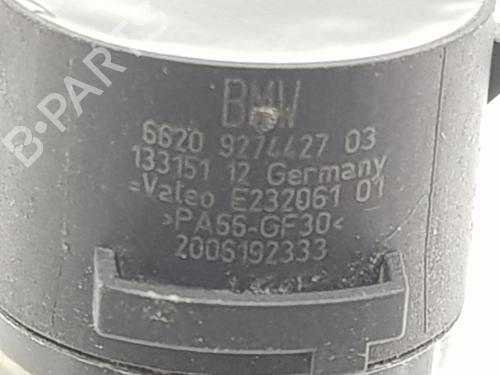 BMW
6620 9274427 03
133151 12 Germany
=Valeo E232061 01
>PA66-GF30<
2006192333
B-PARTS